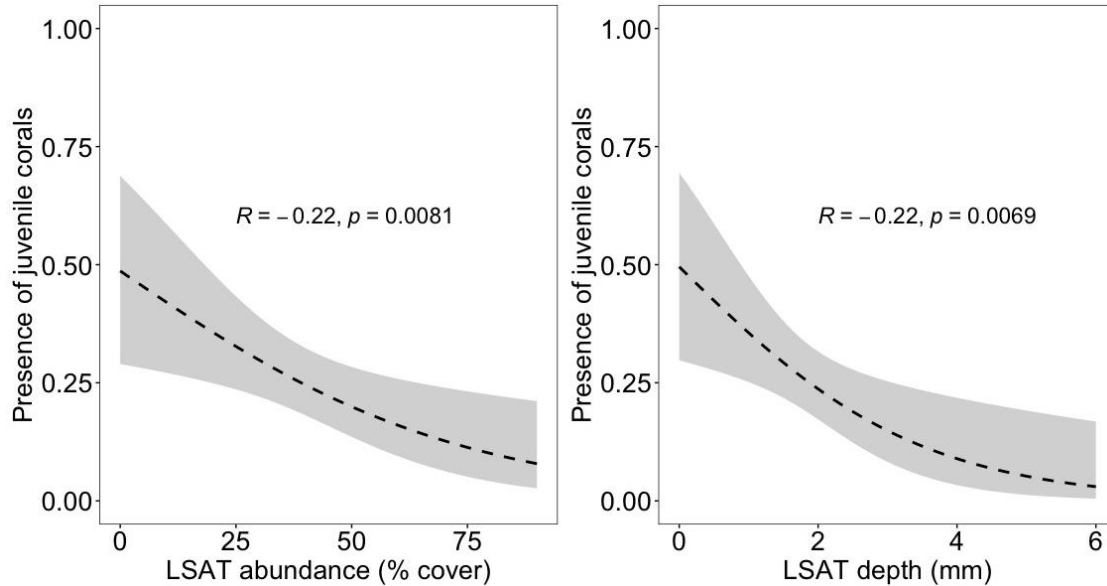 Presence of juvenile corals
1.00
0.75
0.50
0.25
0.00
R = −0.22, p = 0.0081
0 25 50 75
LSAT abundance (% cover)
Presence of juvenile corals
1.00
0.75
0.50
0.25
0.00
R = −0.22, p = 0.0069
0 2 4 6
LSAT depth (mm)